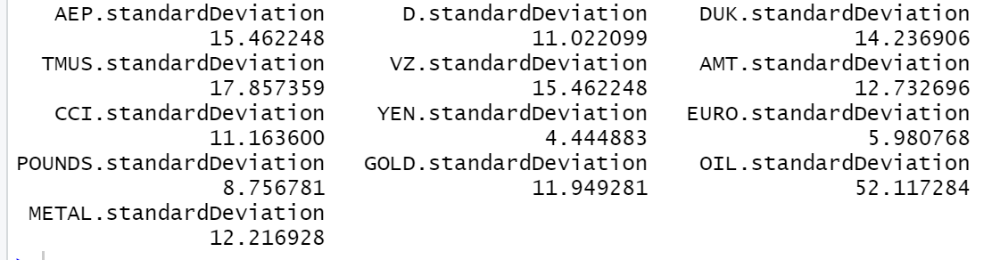 AEP.standardDeviation D.standardDeviation DUK.standardDeviation
15.462248 11.022099 14.236906
TMUS.standardDeviation VZ.standardDeviation AMT.standardDeviation
17.857359 15.462248 12.732696
CCI.standardDeviation YEN.standardDeviation EURO.standardDeviation
11.163600 4.444883 5.980768
POUNDS.standardDeviation GOLD.standardDeviation OIL.standardDeviation
8.756781 11.949281 52.117284
METAL.standardDeviation
12.216928